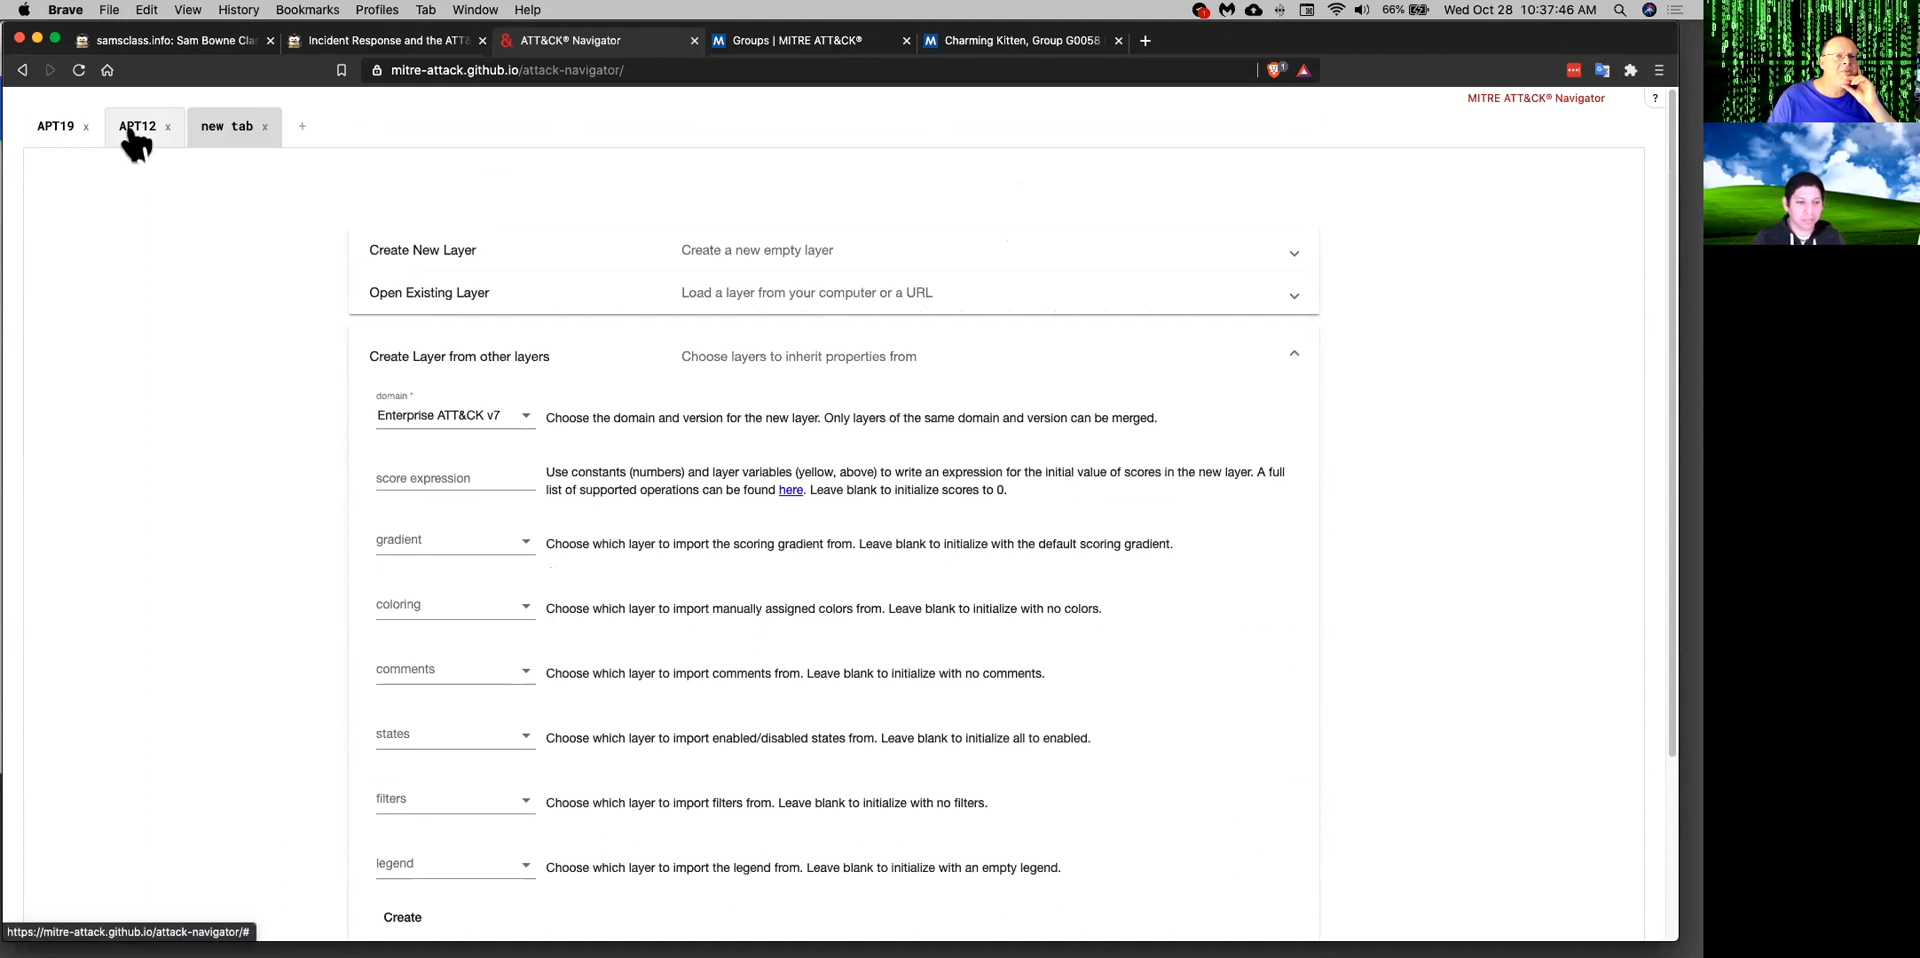 Brave File Edit View History Bookmarks Profiles Tab Window Help 66% Wed Oct 28 10:37:46 AM
samsclass.info: Sam Bowne Cla Incident Response and the ATT& ATT&CK® Navigator Groups | MITRE ATT&CK® Charming Kitten, Group G0058
mitre-attack.github.io/attack-navigator/
MITRE ATT&CK® Navigator ?
APT19 x APT12 x new tab x +
Create New Layer Create a new empty layer
Open Existing Layer Load a layer from your computer or a URL
Create Layer from other layers Choose layers to inherit properties from
domain *
Enterprise ATT&CK v7 Choose the domain and version for the new layer. Only layers of the same domain and version can be merged.
score expression Use constants (numbers) and layer variables (yellow, above) to write an expression for the initial value of scores in the new layer. A full
list of supported operations can be found here. Leave blank to initialize scores to 0.
gradient Choose which layer to import the scoring gradient from. Leave blank to initialize with the default scoring gradient.
coloring Choose which layer to import manually assigned colors from. Leave blank to initialize with no colors.
comments Choose which layer to import comments from. Leave blank to initialize with no comments.
states Choose which layer to import enabled/disabled states from. Leave blank to initialize all to enabled.
filters Choose which layer to import filters from. Leave blank to initialize with no filters.
legend Choose which layer to import the legend from. Leave blank to initialize with an empty legend.
Create
https://mitre-attack.github.io/attack-navigator/#